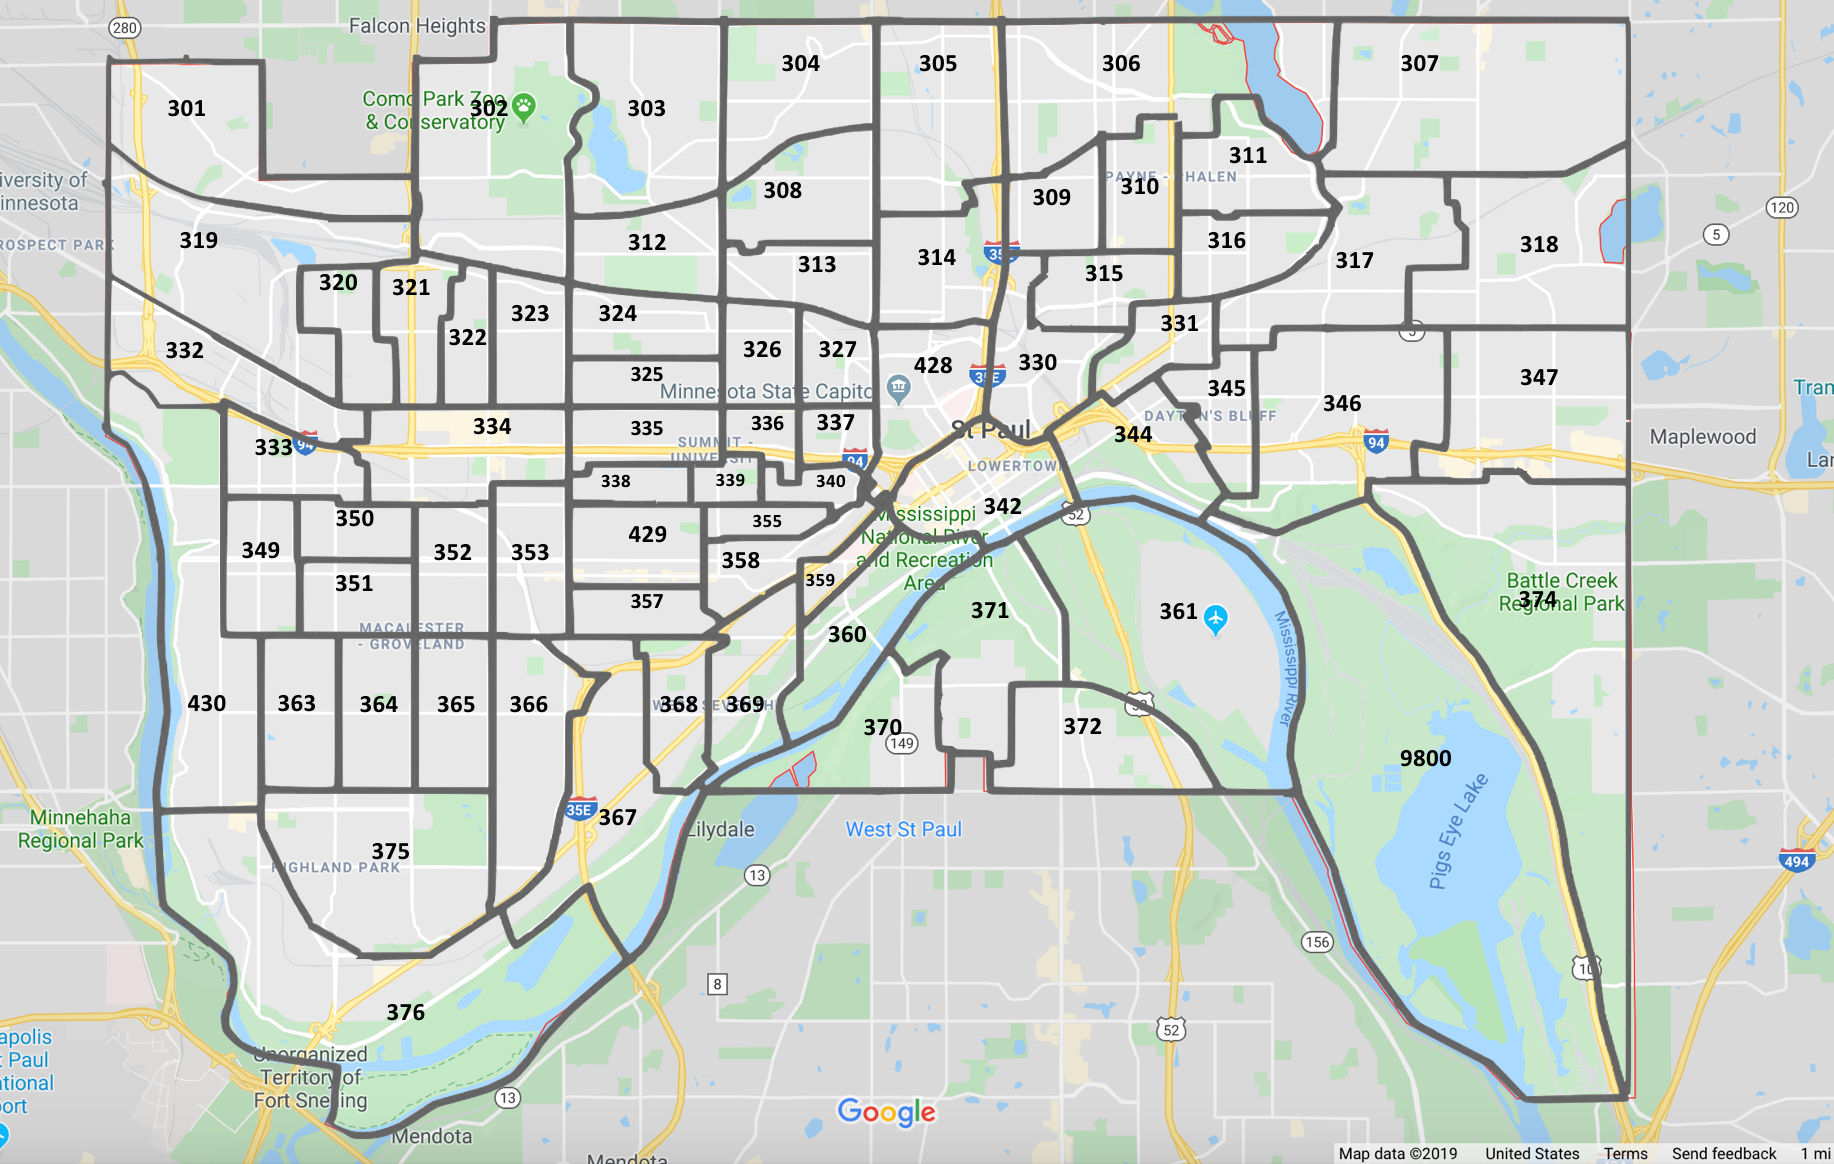 280
Falcon Heights
304
305
306
307
301
Como Park Zoo
& Conservatory
302
303
311
PAYNE - PHALEN
310
309
308
120
5
iversity of
innesota
319
ROSPECT PARK
312
313
314
35E
315
316
317
318
320
321
322
323
324
325
326
327
428
Minnesota State Capito
35E
330
331
5
332
345
346
347
Tran
DAYTON'S BLUFF
344
94
Maplewood
Lar
333
94
334
335
336
337
SUMMIT -
UNIVERSITY
94
St Paul
LOWERTOWN
338
339
340
342
52
349
350
351
352
353
429
355
358
357
359
Mississippi
National River
and Recreation
Area
MACALESTER
- GROVELAND
360
371
361
Mississippi River
Battle Creek
Regional Park
374
430
363
364
365
366
368
369
370
149
372
52
9800
Pigs Eye Lake
Minnehaha
Regional Park
35E
367
Lilydale
West St Paul
13
375
HIGHLAND PARK
494
156
10
8
52
376
apolis
t Paul
ational
port
Unorganized
Territory of
Fort Snelling
13
Mendota
Mendota
Google
Map data ©2019
United States
Terms
Send feedback
1 mi